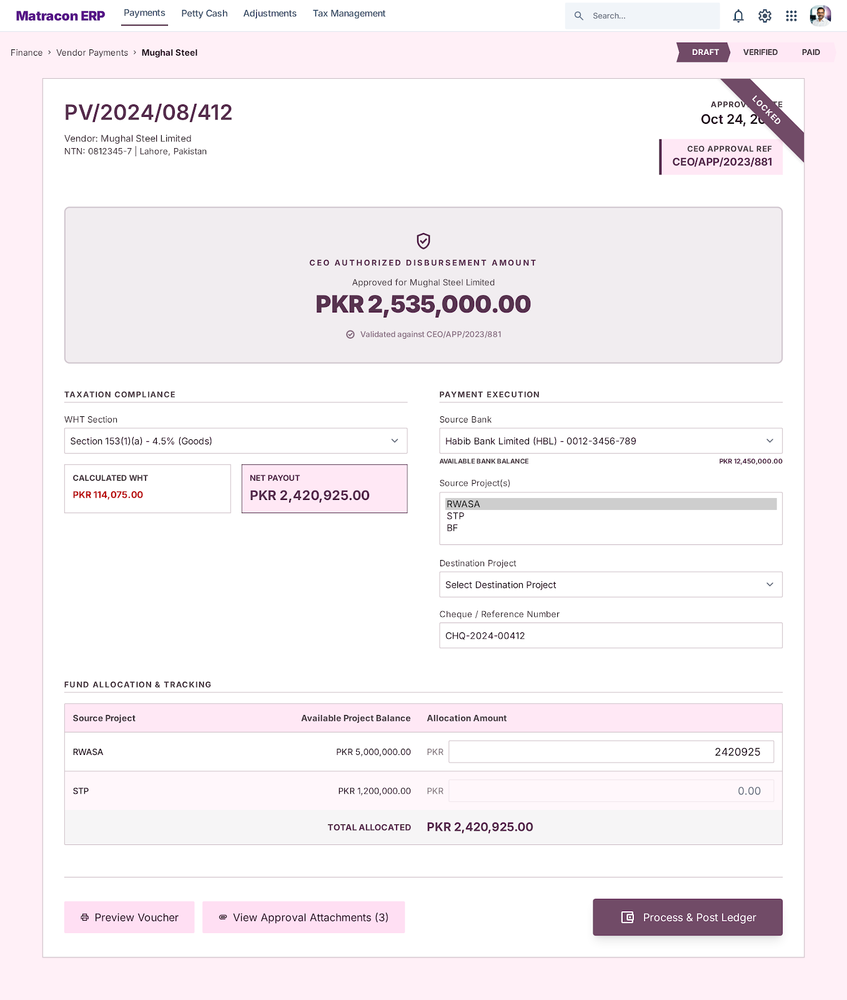 Matracon ERP
Payments
Petty Cash
Adjustments
Tax Management
Search...
Finance
Vendor Payments
Mughal Steel
DRAFT
VERIFIED
PAID
PV/2024/08/412
Vendor: Mughal Steel Limited
NTN: 0812345-7 | Lahore, Pakistan
LOCKED
Oct 24,
CEO APPROVAL REF
CEO/APP/2023/881
CEO AUTHORIZED DISBURSEMENT AMOUNT
Approved for Mughal Steel Limited
PKR 2,535,000.00
Validated against CEO/APP/2023/881
TAXATION COMPLIANCE
WHT Section
Section 153(1)(a) - 4.5% (Goods)
CALCULATED WHT
PKR 114,075.00
NET PAYOUT
PKR 2,420,925.00
PAYMENT EXECUTION
Source Bank
Habib Bank Limited (HBL) - 0012-3456-789
AVAILABLE BANK BALANCE PKR 12,450,000.00
Source Project(s)
RWASA
STP
BF
Destination Project
Select Destination Project
Cheque / Reference Number
CHQ-2024-00412
FUND ALLOCATION & TRACKING
Source Project Available Project Balance Allocation Amount
RWASA PKR 5,000,000.00 PKR 2420925
STP PKR 1,200,000.00 PKR 0.00
TOTAL ALLOCATED PKR 2,420,925.00
Preview Voucher
View Approval Attachments (3)
Process & Post Ledger